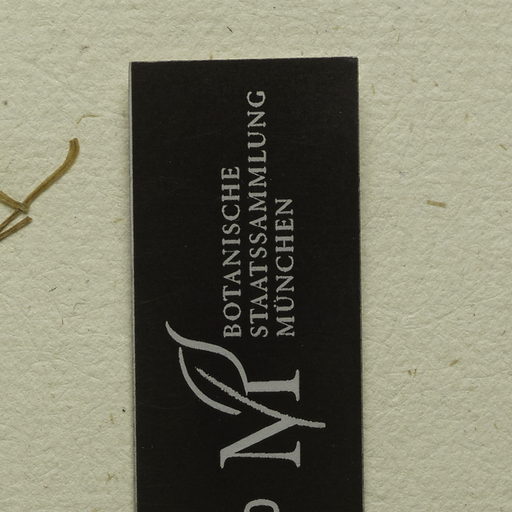 BOTANISCHE
STAATSSAMMLUNG
MÜNCHEN
M